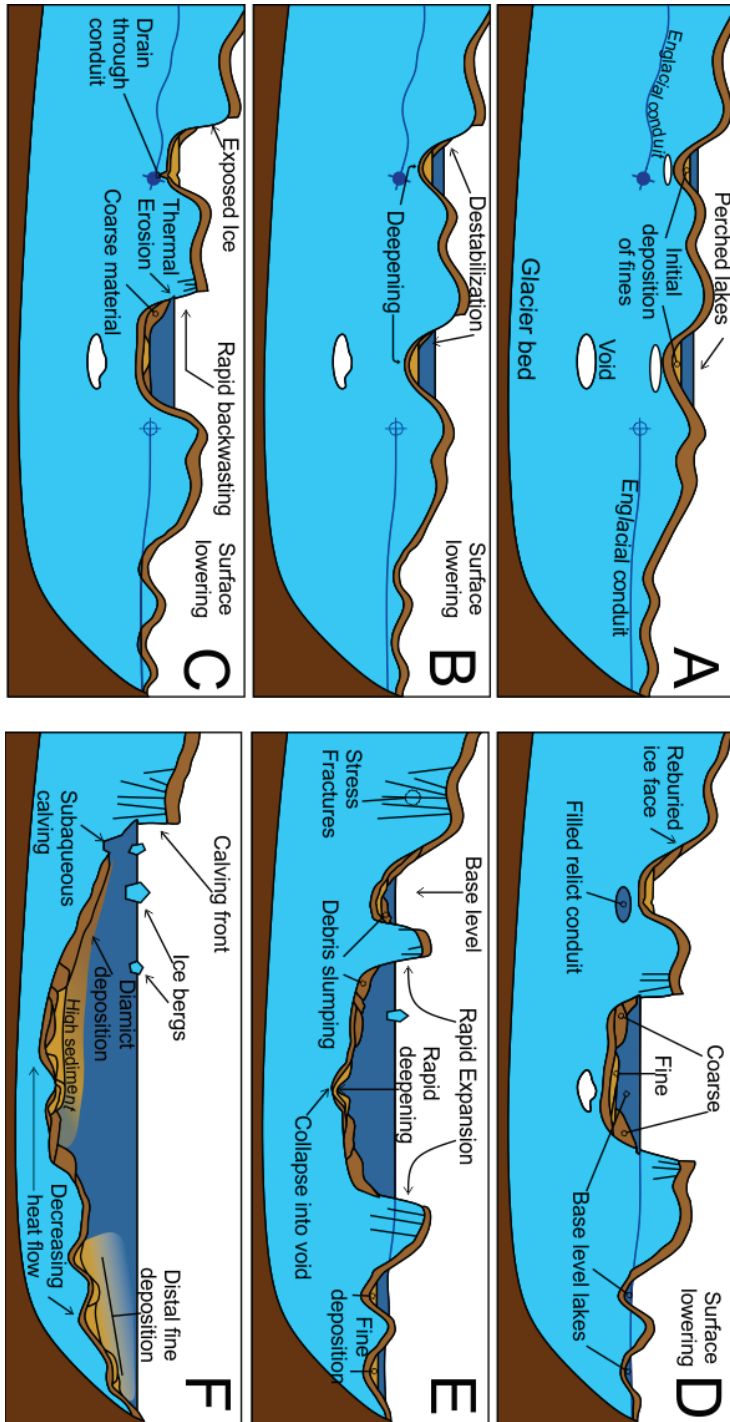 A
Perched lakes
Englacial conduit
Initial
deposition
of fines
Void
Englacial conduit
Glacier bed
B
Destabilization
Deepening
Surface
lowering
C
Drain
through
conduit
Exposed Ice
Thermal
Erosion
Coarse material
Rapid backwasting
Surface
lowering
D
Reburied
ice face
Filled relict conduit
Coarse
Fine
Base level
lakes
Surface
lowering
E
Stress
Fractures
Base level
Debris slumping
Rapid Expansion
Rapid
deepening
Collapse into void
Fine
deposition
F
Calving front
Ice bergs
Subaqueous
calving
Diamict
deposition
High sediment
Decreasing
heat flow
Distal fine
deposition